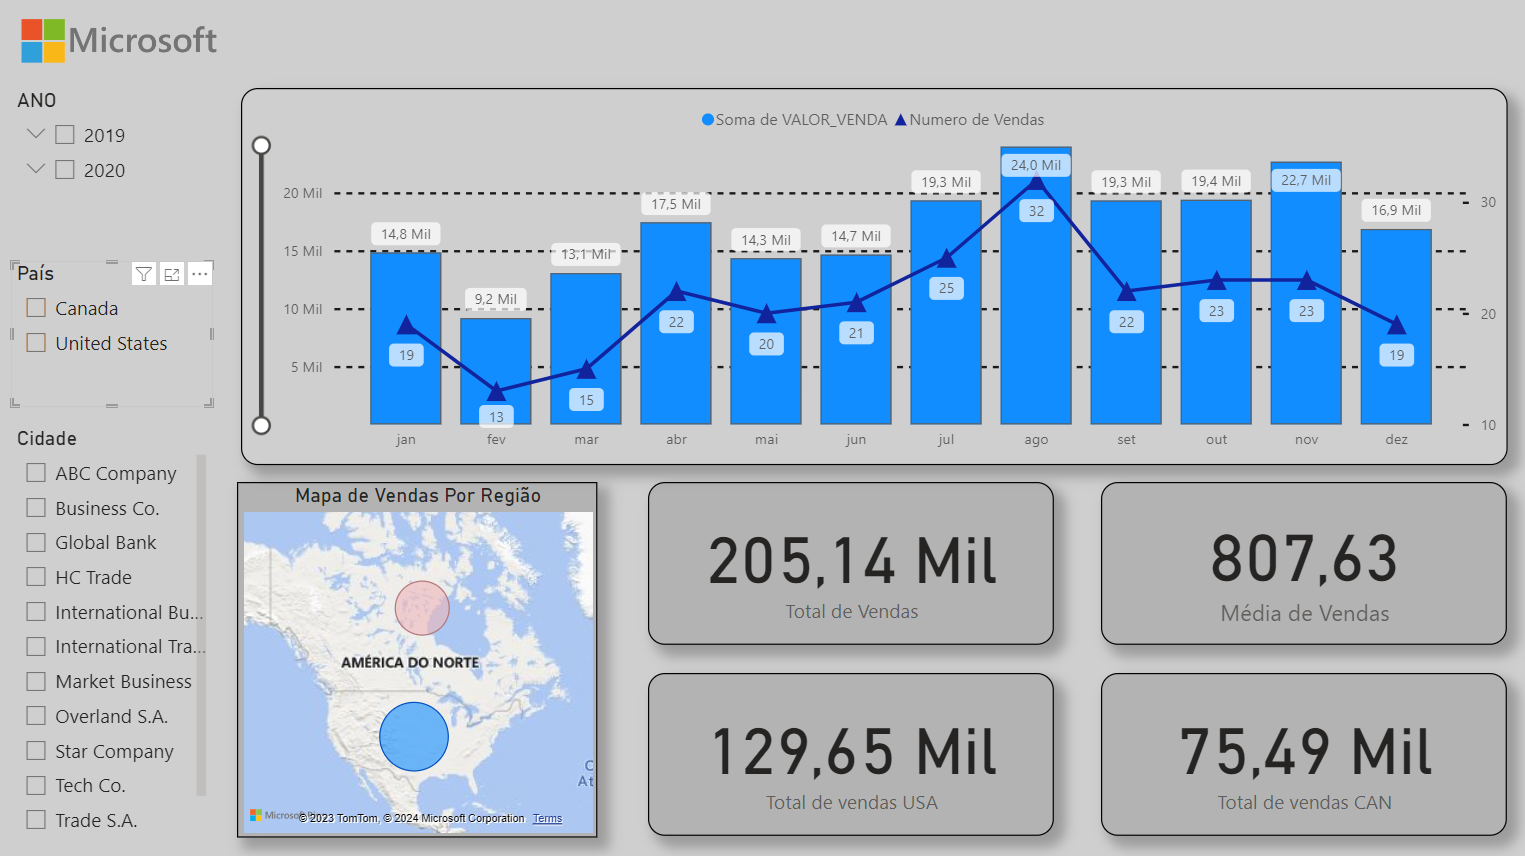 Microsoft
ANO
2019
2020
País
Canada
United States
Cidade
ABC Company
Business Co.
Global Bank
HC Trade
International Bu...
International Tra...
Market Business
Overland S.A.
Star Company
Tech Co.
Trade S.A.
Soma de VALOR_VENDA Numero de Vendas
20 Mil
15 Mil
10 Mil
5 Mil
14,8 Mil
9,2 Mil
13,1 Mil
17,5 Mil
14,3 Mil
14,7 Mil
19,3 Mil
24,0 Mil
19,3 Mil
19,4 Mil
22,7 Mil
16,9 Mil
19
13
15
22
20
21
25
32
22
23
23
19
30
20
10
jan fev mar abr mai jun jul ago set out nov dez
Mapa de Vendas Por Região
AMÉRICA DO NORTE
C
At
© 2023 TomTom, © 2024 Microsoft Corporation Terms
205,14 Mil
Total de Vendas
807,63
Média de Vendas
129,65 Mil
Total de vendas USA
75,49 Mil
Total de vendas CAN